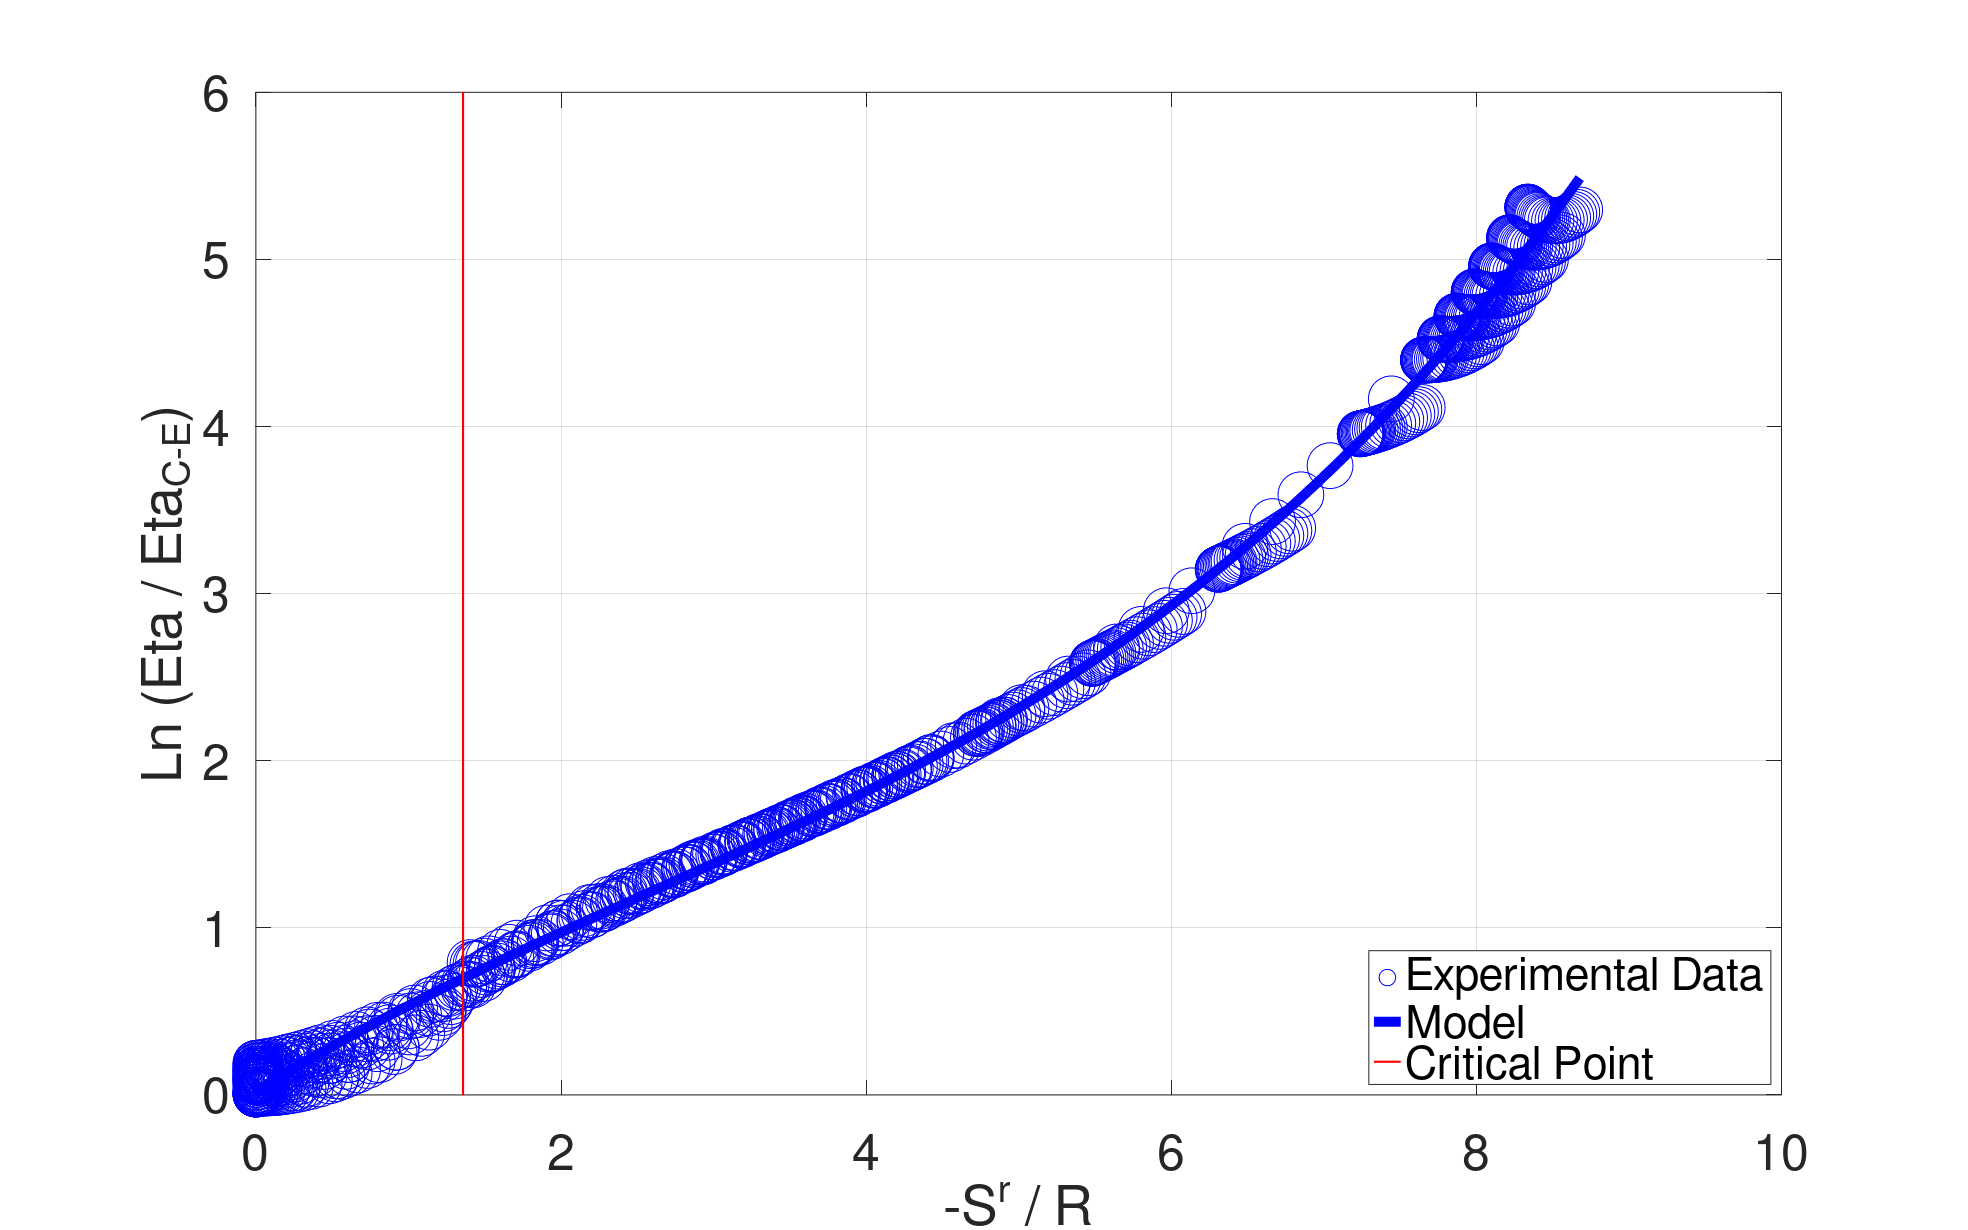 6
5
4
3
2
1
0
Ln (Eta / Eta_C-E)
0 2 4 6 8 10
-S^r / R
Experimental Data
Model
Critical Point